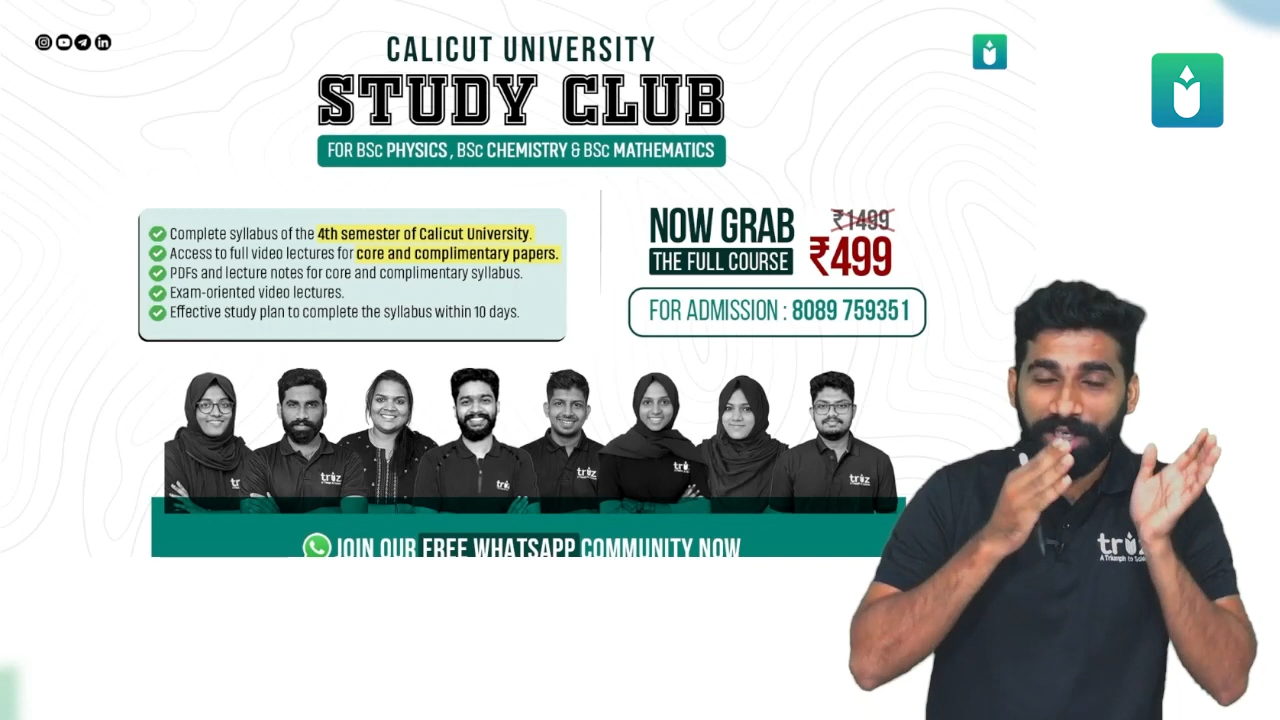 CALICUT UNIVERSITY
STUDY CLUB
FOR BSc PHYSICS, BSc CHEMISTRY & BSc MATHEMATICS
Complete syllabus of the 4th semester of Calicut University.
Access to full video lectures for core and complimentary papers.
PDFs and lecture notes for core and complimentary syllabus.
Exam-oriented video lectures.
Effective study plan to complete the syllabus within 10 days.
NOW GRAB
THE FULL COURSE
₹1499
₹499
FOR ADMISSION : 8089 759351
JOIN OUR FREE WHATSAPP COMMUNITY NOW